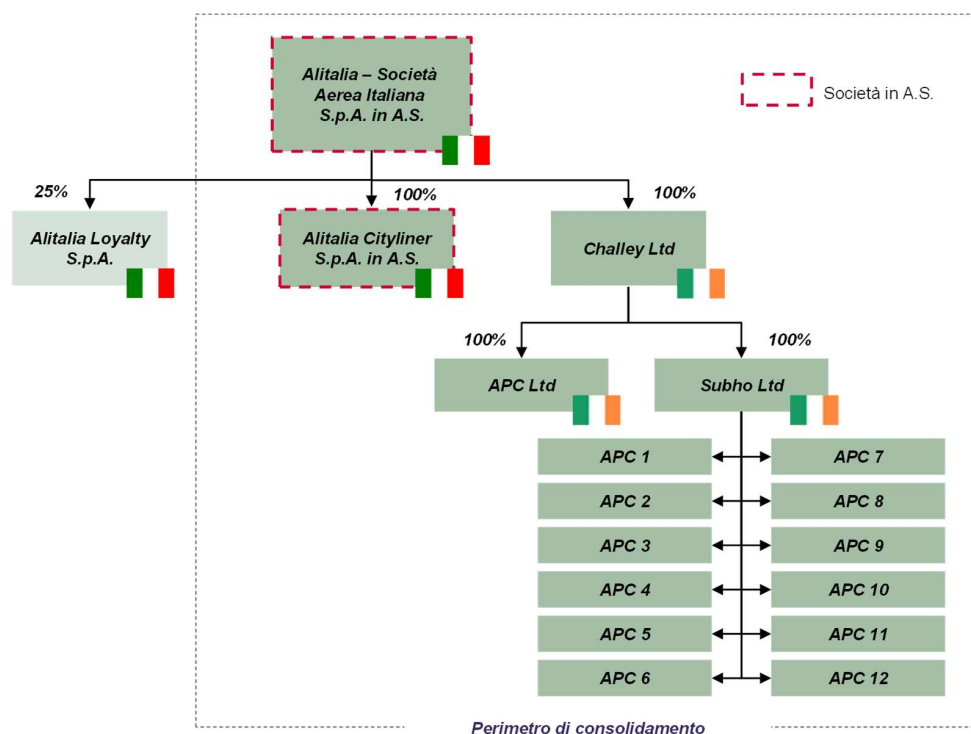 Alitalia – Società
Aerea Italiana
S.p.A. in A.S.
Società in A.S.
25%
100%
100%
Alitalia Loyalty
S.p.A.
Alitalia Cityliner
S.p.A. in A.S.
Challey Ltd
100%
100%
APC Ltd
Subho Ltd
APC 1
APC 7
APC 2
APC 8
APC 3
APC 9
APC 4
APC 10
APC 5
APC 11
APC 6
APC 12
Perimetro di consolidamento